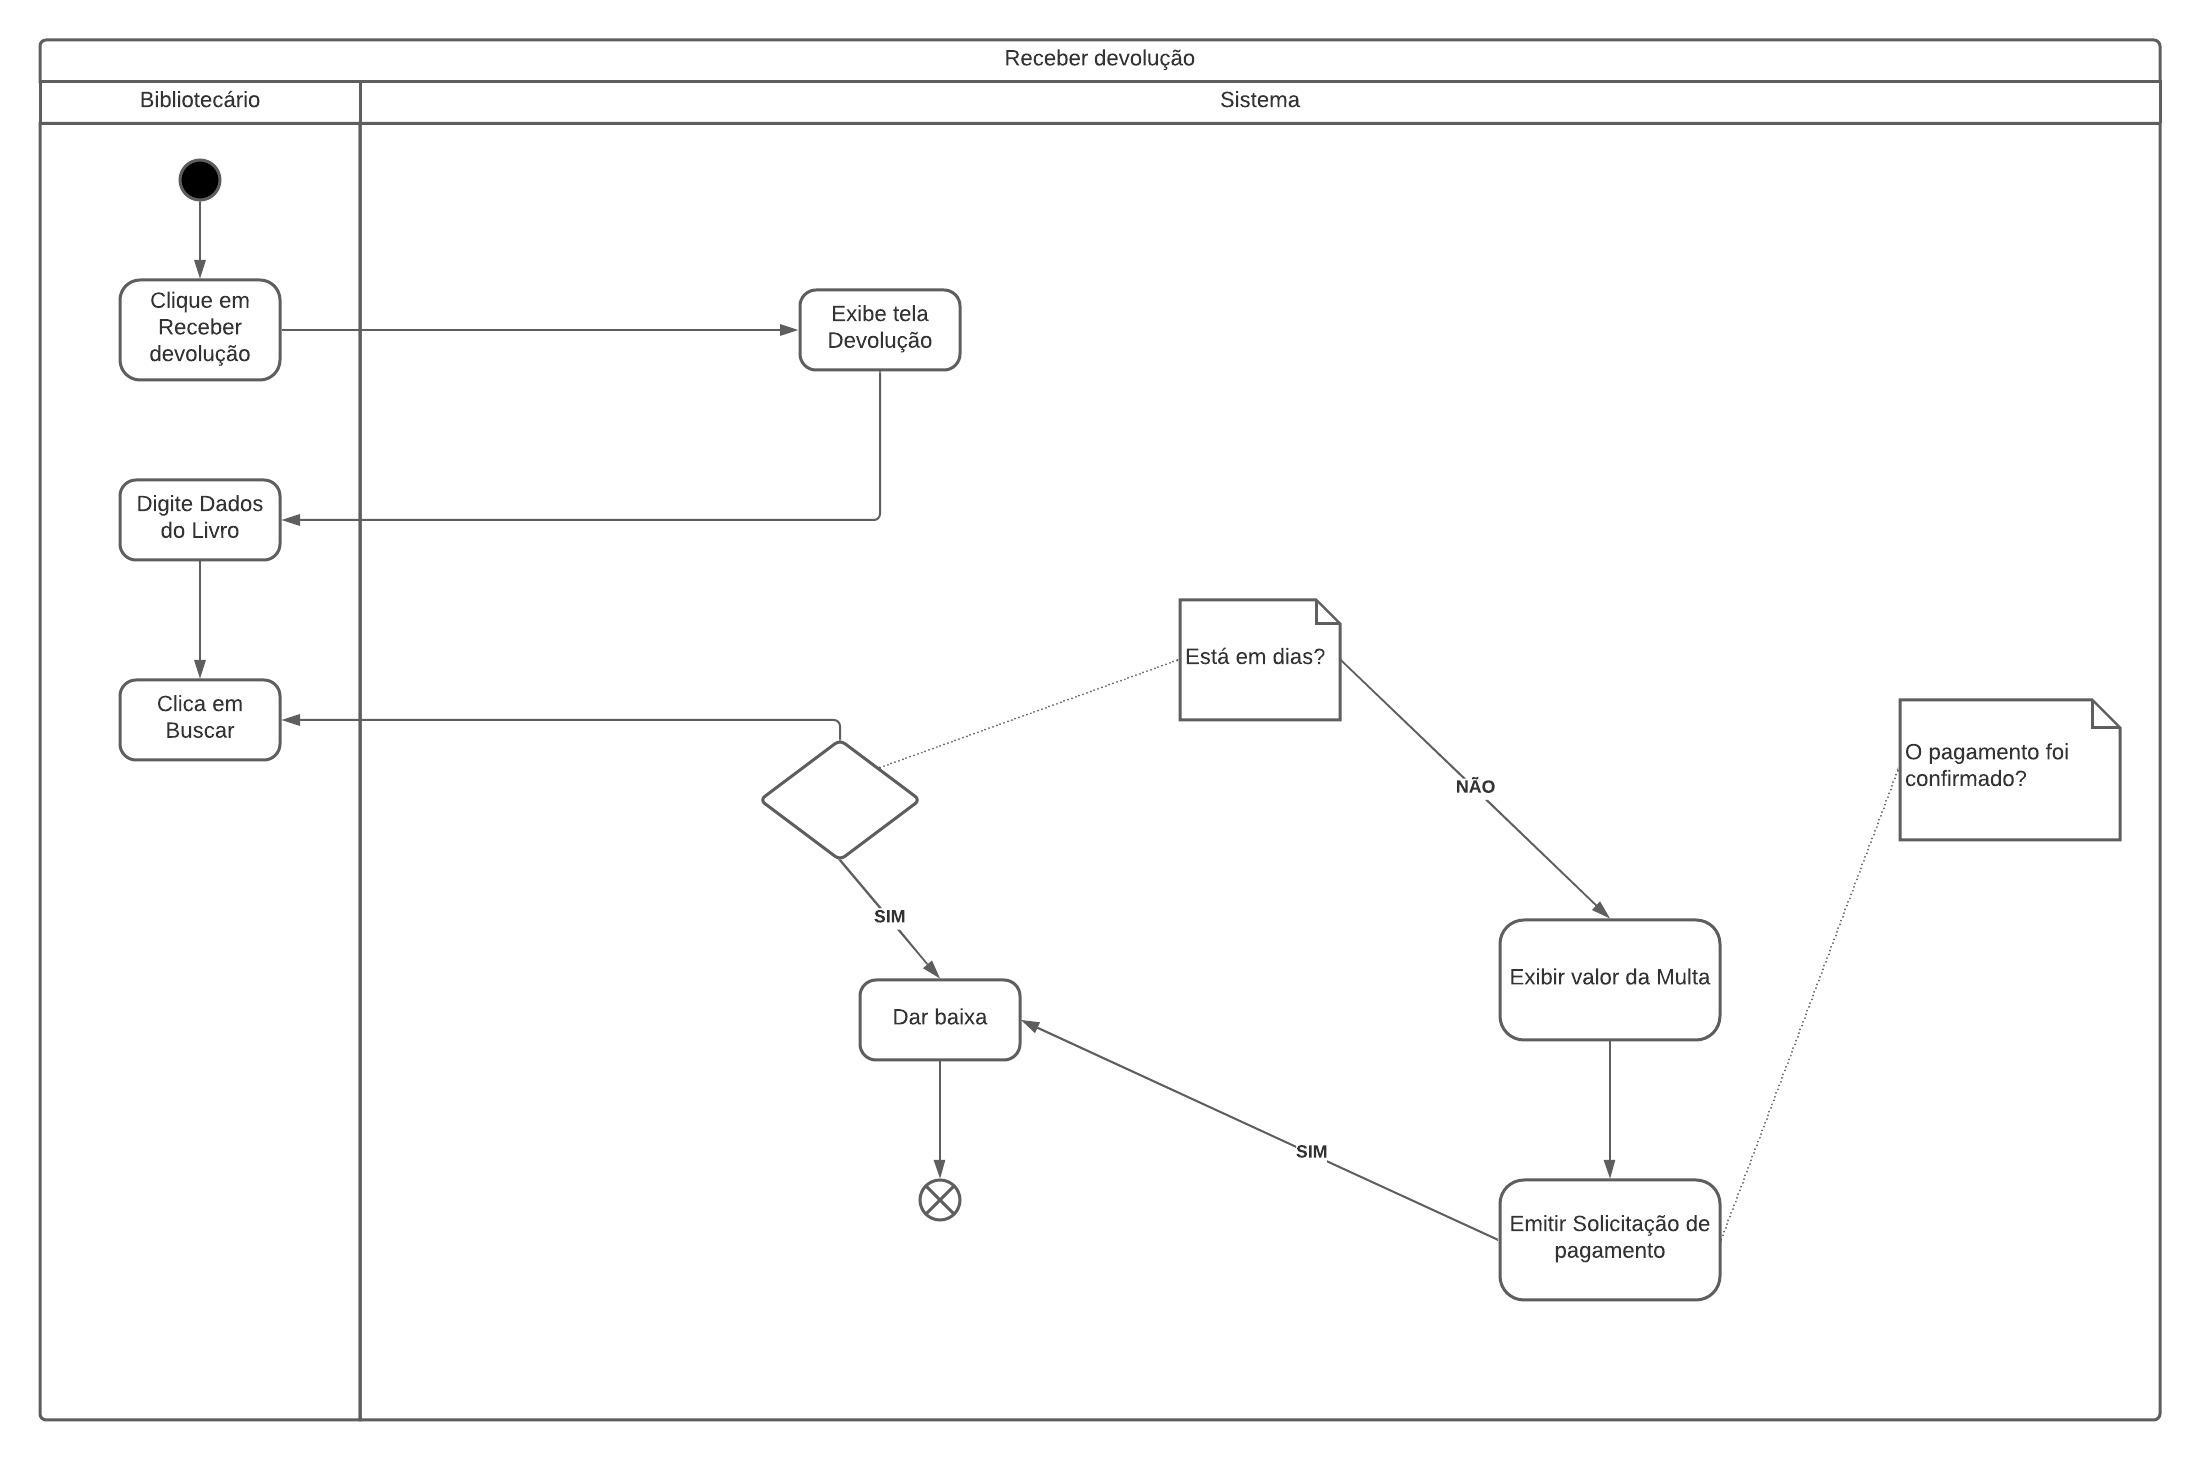 Receber devolução
Bibliotecário
Sistema
Clique em
Receber
devolução
Exibe tela
Devolução
Digite Dados
do Livro
Clica em
Buscar
Está em dias?
NÃO
O pagamento foi
confirmado?
SIM
Dar baixa
Exibir valor da Multa
SIM
Emitir Solicitação de
pagamento